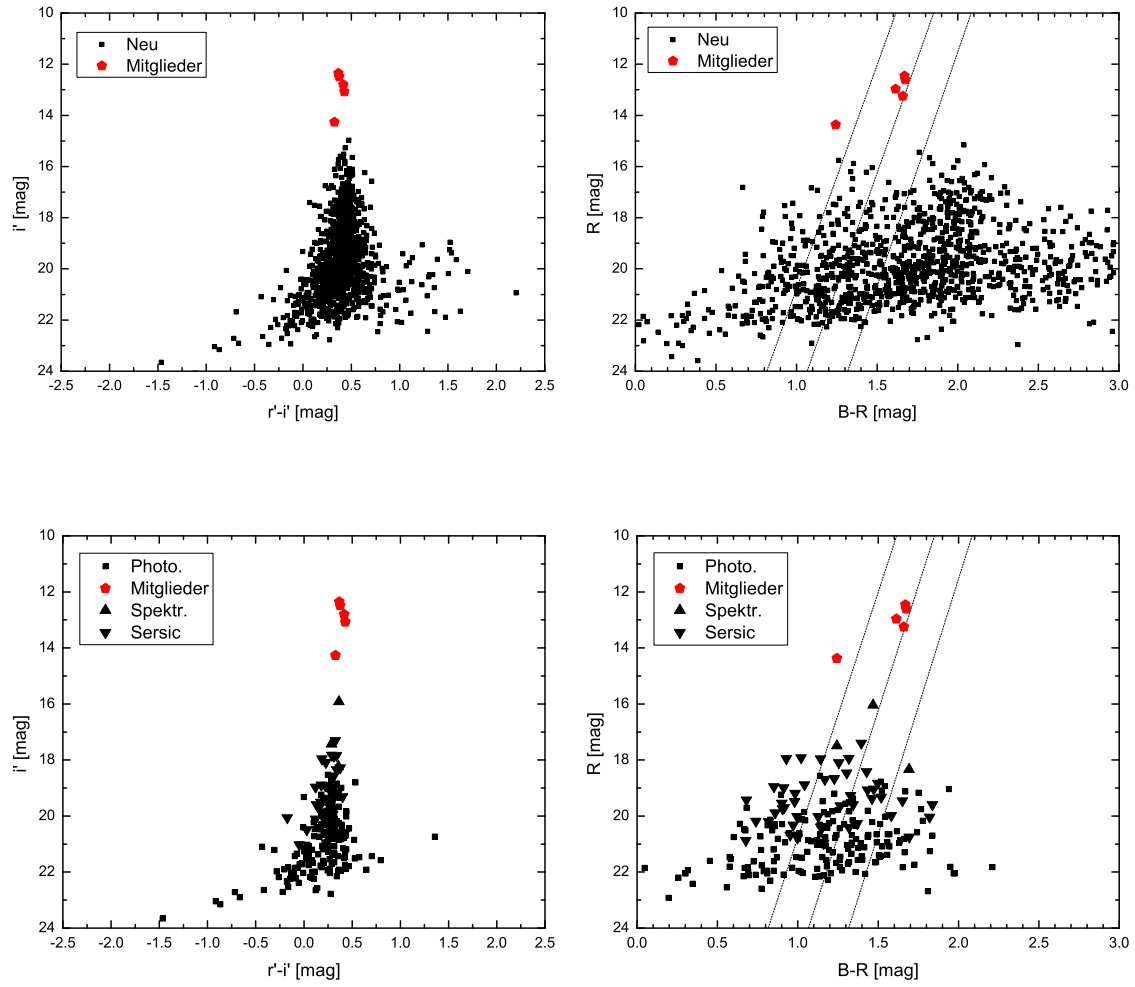 10
12
14
16
18
20
22
24
i' [mag]
-2.5 -2.0 -1.5 -1.0 -0.5 0.0 0.5 1.0 1.5 2.0 2.5
r'-i' [mag]
Neu
Mitglieder
10
12
14
16
18
20
22
24
R [mag]
0.0 0.5 1.0 1.5 2.0 2.5 3.0
B-R [mag]
Neu
Mitglieder
10
12
14
16
18
20
22
24
i' [mag]
-2.5 -2.0 -1.5 -1.0 -0.5 0.0 0.5 1.0 1.5 2.0 2.5
r'-i' [mag]
Photo.
Mitglieder
Spektr.
Sersic
10
12
14
16
18
20
22
24
R [mag]
0.0 0.5 1.0 1.5 2.0 2.5 3.0
B-R [mag]
Photo.
Mitglieder
Spektr.
Sersic